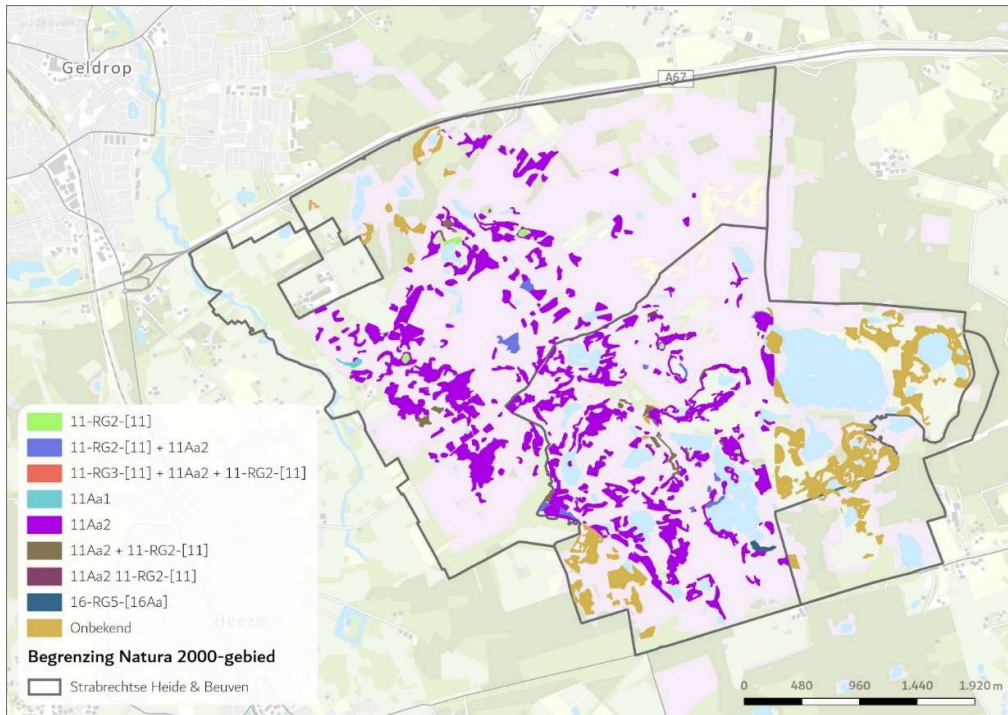 Geldrop
A67
Heeze
11-RG2-[11]
11-RG2-[11] + 11Aa2
11-RG3-[11] + 11Aa2 + 11-RG2-[11]
11Aa1
11Aa2
11Aa2 + 11-RG2-[11]
11Aa2 11-RG2-[11]
16-RG5-[16Aa]
Onbekend
Begrenzing Natura 2000-gebied
Strabrechtse Heide & Beuven
0 480 960 1.440 1.920 m